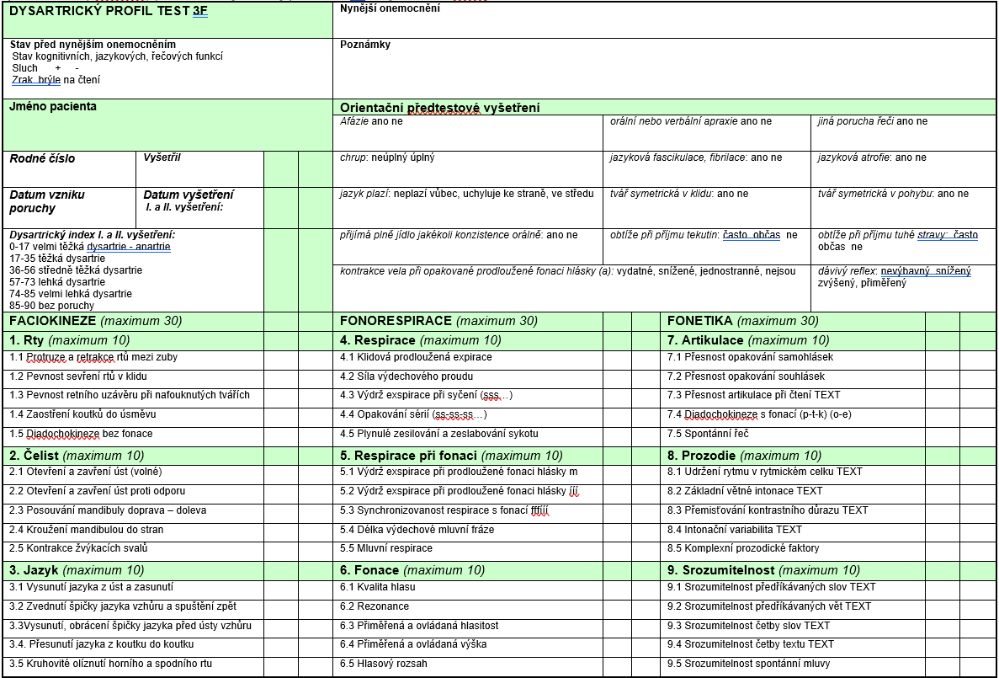 DYSARTRICKÝ PROFIL TEST 3F
Nynější onemocnění
Stav před nynějším onemocněním
Stav kognitivních, jazykových, řečových funkcí
Sluch + -
Zrak brýle na čtení
Poznámky
Jméno pacienta
Orientační předtestové vyšetření
Afázie ano ne
orální nebo verbální apraxie ano ne
jiná porucha řeči ano ne
Rodné číslo
Vyšetřil
chrup: neúplný úplný
jazyková fascikulace, fibrilace: ano ne
jazyková atrofie: ano ne
Datum vzniku
poruchy
Datum vyšetření
I. a II. vyšetření:
jazyk plazí: neplazí vůbec, uchyluje ke straně, ve středu
tvář symetrická v klidu: ano ne
tvář symetrická v pohybu: ano ne
Dysartrický index I. a II. vyšetření:
0-17 velmi těžká dysartrie - anartrie
17-35 těžká dysartrie
36-56 středně těžká dysartrie
57-73 lehká dysartrie
74-85 velmi lehká dysartrie
85-90 bez poruchy
přijímá plně jídlo jakékoli konzistence orálně: ano ne
obtíže při příjmu tekutin: často občas ne
obtíže při příjmu tuhé stravy: často
občas ne
kontrakce vela při opakované prodloužené fonaci hlásky (a): vydatné, snížené, jednostranné, nejsou
dávivý reflex: nevýbavný snížený
zvýšený, přiměřený
FACIOKINEZE (maximum 30)
FONORESPIRACE (maximum 30)
FONETIKA (maximum 30)
1. Rty (maximum 10)
4. Respirace (maximum 10)
7. Artikulace (maximum 10)
1.1 Protruze a retrakce rtů mezi zuby
4.1 Klidová prodloužená expirace
7.1 Přesnost opakování samohlásek
1.2 Pevnost sevření rtů v klidu
4.2 Síla výdechového proudu
7.2 Přesnost opakování souhlásek
1.3 Pevnost retního uzávěru při nafouknutých tvářích
4.3 Výdrž exspirace při syčení (sss…)
7.3 Přesnost artikulace při čtení TEXT
1.4 Zaostření koutků do úsměvu
4.4 Opakování sérií (ss-ss-ss…)
7.4 Diadochokineze s fonací (p-t-k) (o-e)
1.5 Diadochokineze bez fonace
4.5 Plynulé zesilování a zeslabování sykotu
7.5 Spontánní řeč
2. Čelist (maximum 10)
5. Respirace při fonaci (maximum 10)
8. Prozodie (maximum 10)
2.1 Otevření a zavření úst (volné)
5.1 Výdrž exspirace při prodloužené fonaci hlásky m
8.1 Udržení rytmu v rytmickém celku TEXT
2.2 Otevření a zavření úst proti odporu
5.2 Výdrž exspirace při prodloužené fonaci hlásky ííí
8.2 Základní větné intonace TEXT
2.3 Posouvání mandibuly doprava – doleva
5.3 Synchronizovanost respirace s fonací fffííí
8.3 Přemisťování kontrastního důrazu TEXT
2.4 Kroužení mandibulou do stran
5.4 Délka výdechové mluvní fráze
8.4 Intonační variabilita TEXT
2.5 Kontrakce žvýkacích svalů
5.5 Mluvní respirace
8.5 Komplexní prozodické faktory
3. Jazyk (maximum 10)
6. Fonace (maximum 10)
9. Srozumitelnost (maximum 10)
3.1 Vysunutí jazyka z úst a zasunutí
6.1 Kvalita hlasu
9.1 Srozumitelnost předříkávaných slov TEXT
3.2 Zvednutí špičky jazyka vzhůru a spuštění zpět
6.2 Rezonance
9.2 Srozumitelnost předříkávaných vět TEXT
3.3Vysunutí, obrácení špičky jazyka před ústy vzhůru
6.3 Přiměřená a ovládaná hlasitost
9.3 Srozumitelnost četby slov TEXT
3.4. Přesunutí jazyka z koutku do koutku
6.4 Přiměřená a ovládaná výška
9.4 Srozumitelnost četby textu TEXT
3.5 Kruhovité olíznutí horního a spodního rtu
6.5 Hlasový rozsah
9.5 Srozumitelnost spontánní mluvy